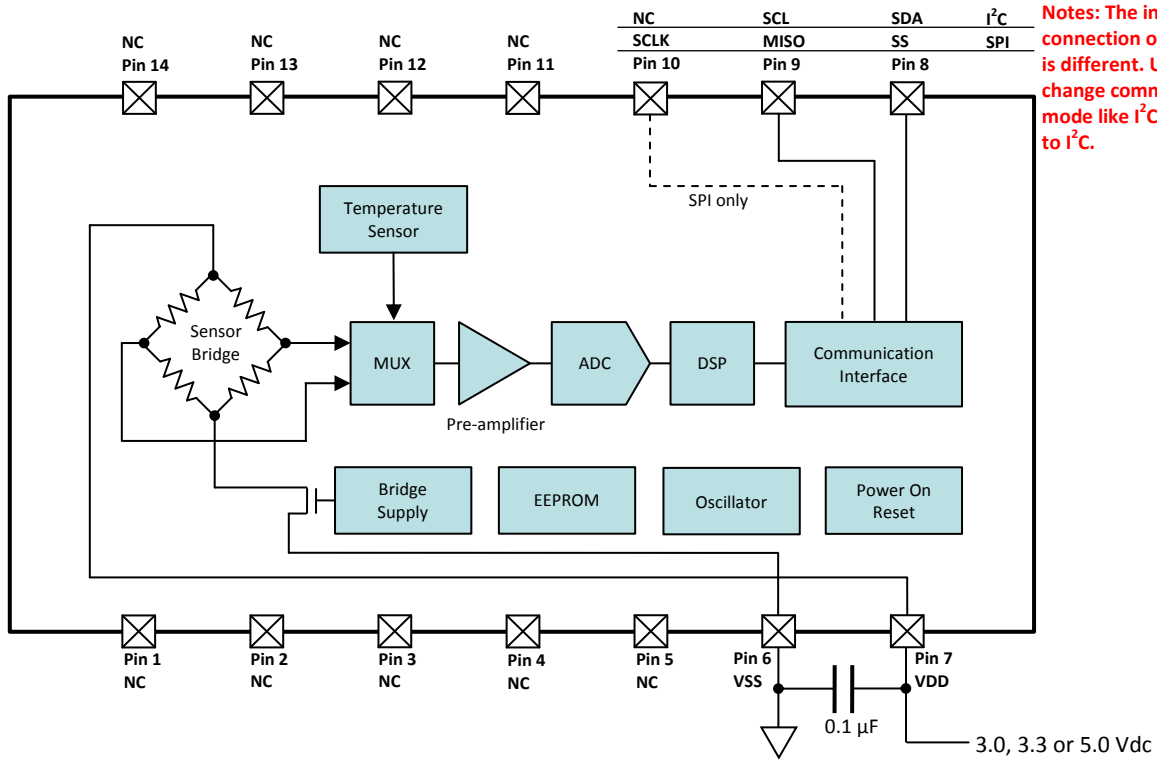 NC SCL SDA I²C
SCLK MISO SS SPI
Pin 10 Pin 9 Pin 8
Notes: The
connection
is different.
change
mode like I²C
to I²C.
NC NC NC NC
Pin 14 Pin 13 Pin 12 Pin 11
SPI only
Temperature
Sensor
Sensor
Bridge
MUX
ADC
DSP
Communication
Interface
Pre-amplifier
Bridge
Supply
EEPROM
Oscillator
Power On
Reset
Pin 1 Pin 2 Pin 3 Pin 4 Pin 5 Pin 6 Pin 7
NC NC NC NC NC VSS VDD
0.1 µF
3.0, 3.3 or 5.0 Vdc